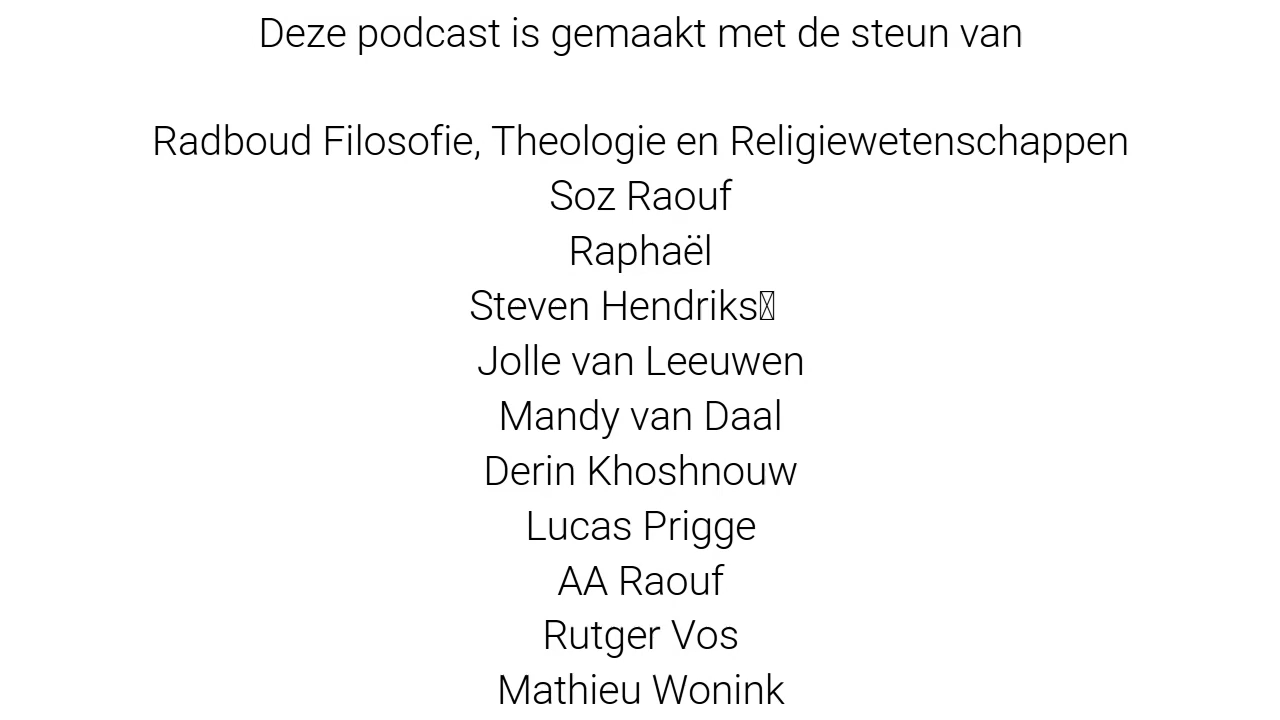 Deze podcast is gemaakt met de steun van
Radboud Filosofie, Theologie en Religiewetenschappen
Soz Raouf
Raphaël
Steven Hendriks
Jolle van Leeuwen
Mandy van Daal
Derin Khoshnouw
Lucas Prigge
AA Raouf
Rutger Vos
Mathieu Wonink